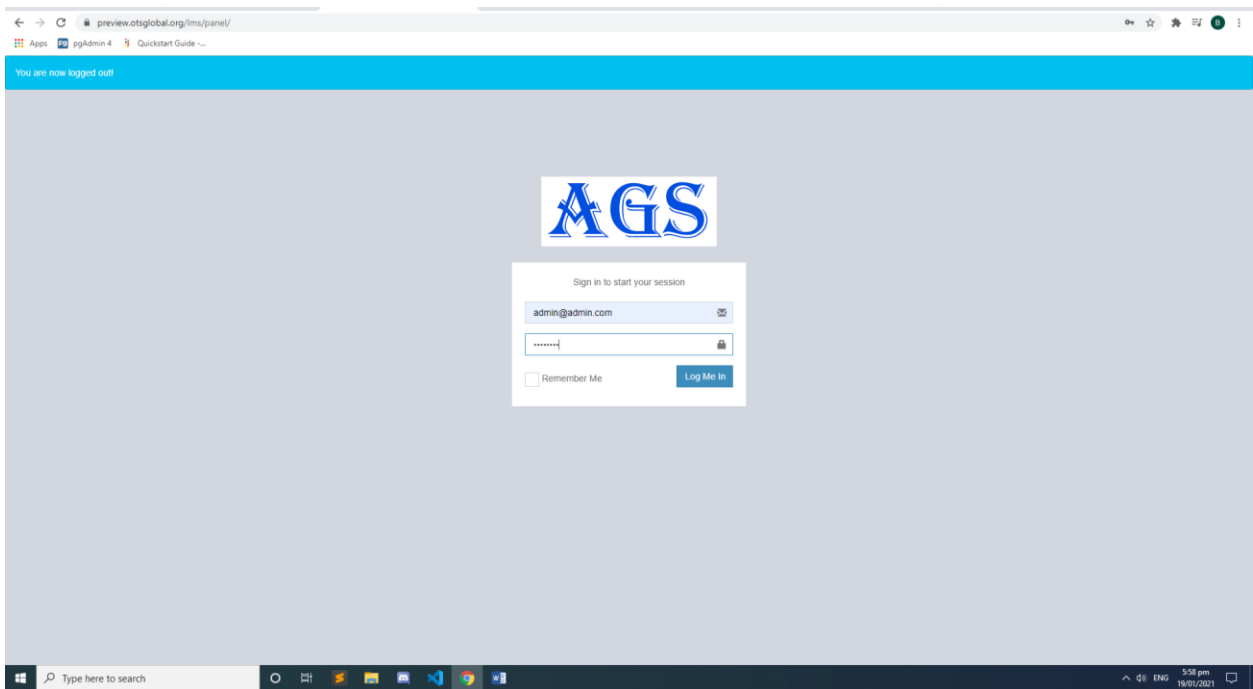 preview.otsglobal.org/lms/panel/
B
Apps Pg pgAdmin 4 Quickstart Guide -...
You are now logged out!
AGS
Sign in to start your session
admin@admin.com
••••••••
Remember Me Log Me In
Type here to search
ENG 5:58 pm
19/01/2021